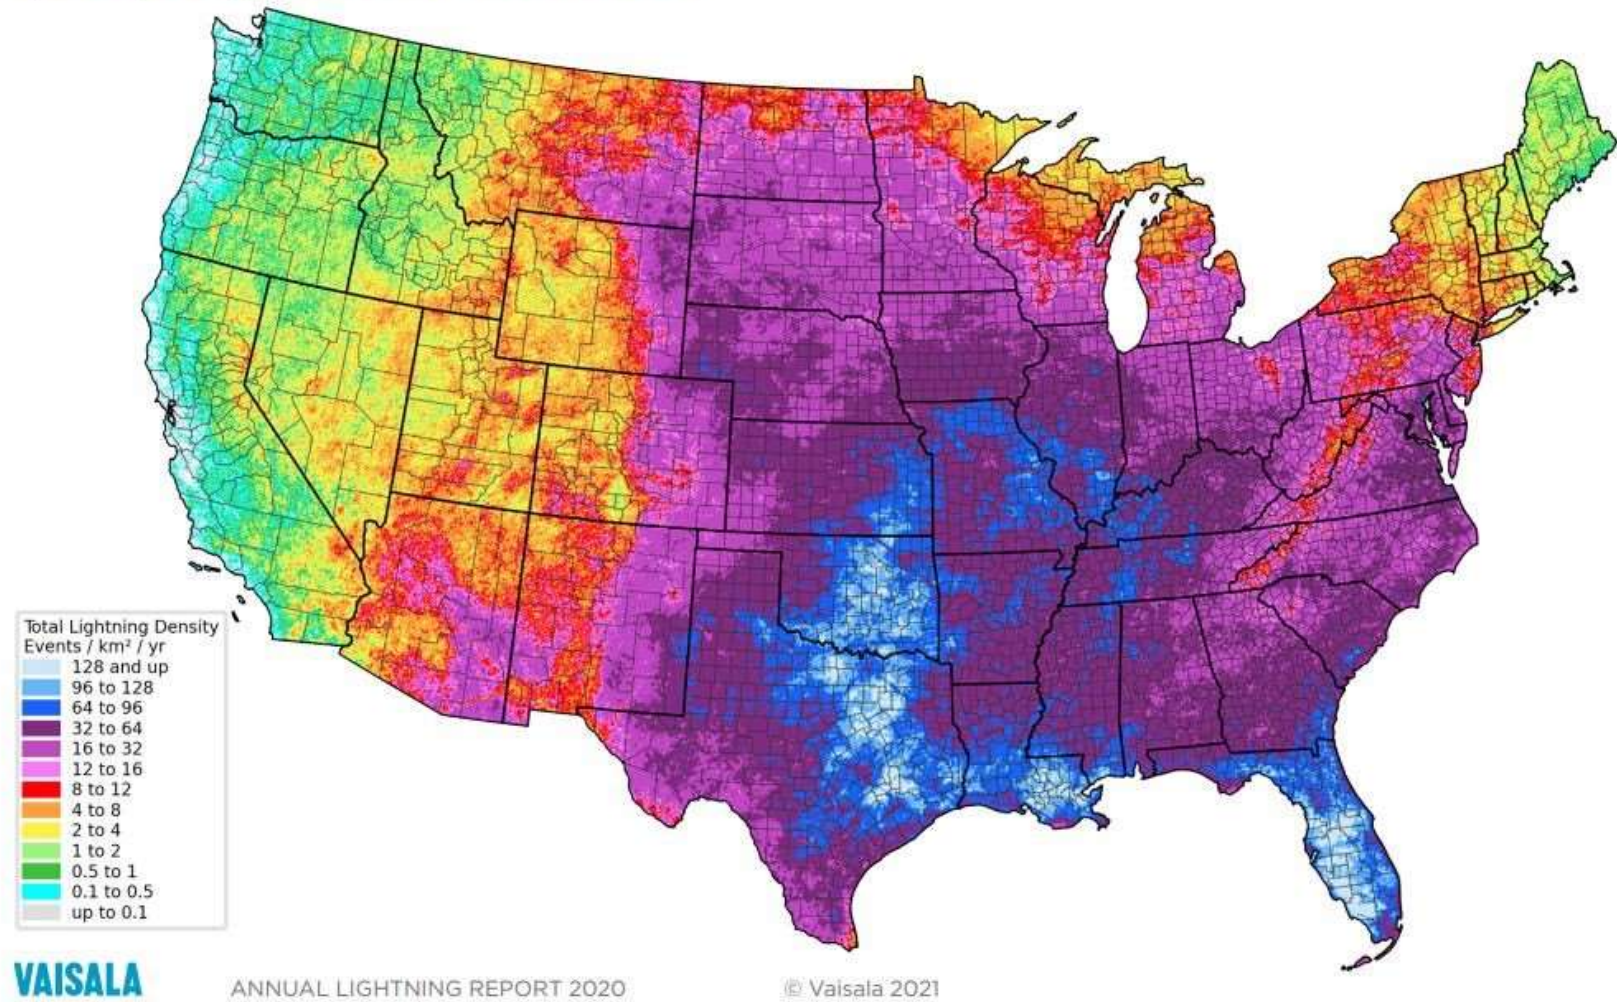 Total Lightning Density
Events / km² / yr
128 and up
96 to 128
64 to 96
32 to 64
16 to 32
12 to 16
8 to 12
4 to 8
2 to 4
1 to 2
0.5 to 1
0.1 to 0.5
up to 0.1
VAISALA
ANNUAL LIGHTNING REPORT 2020
© Vaisala 2021